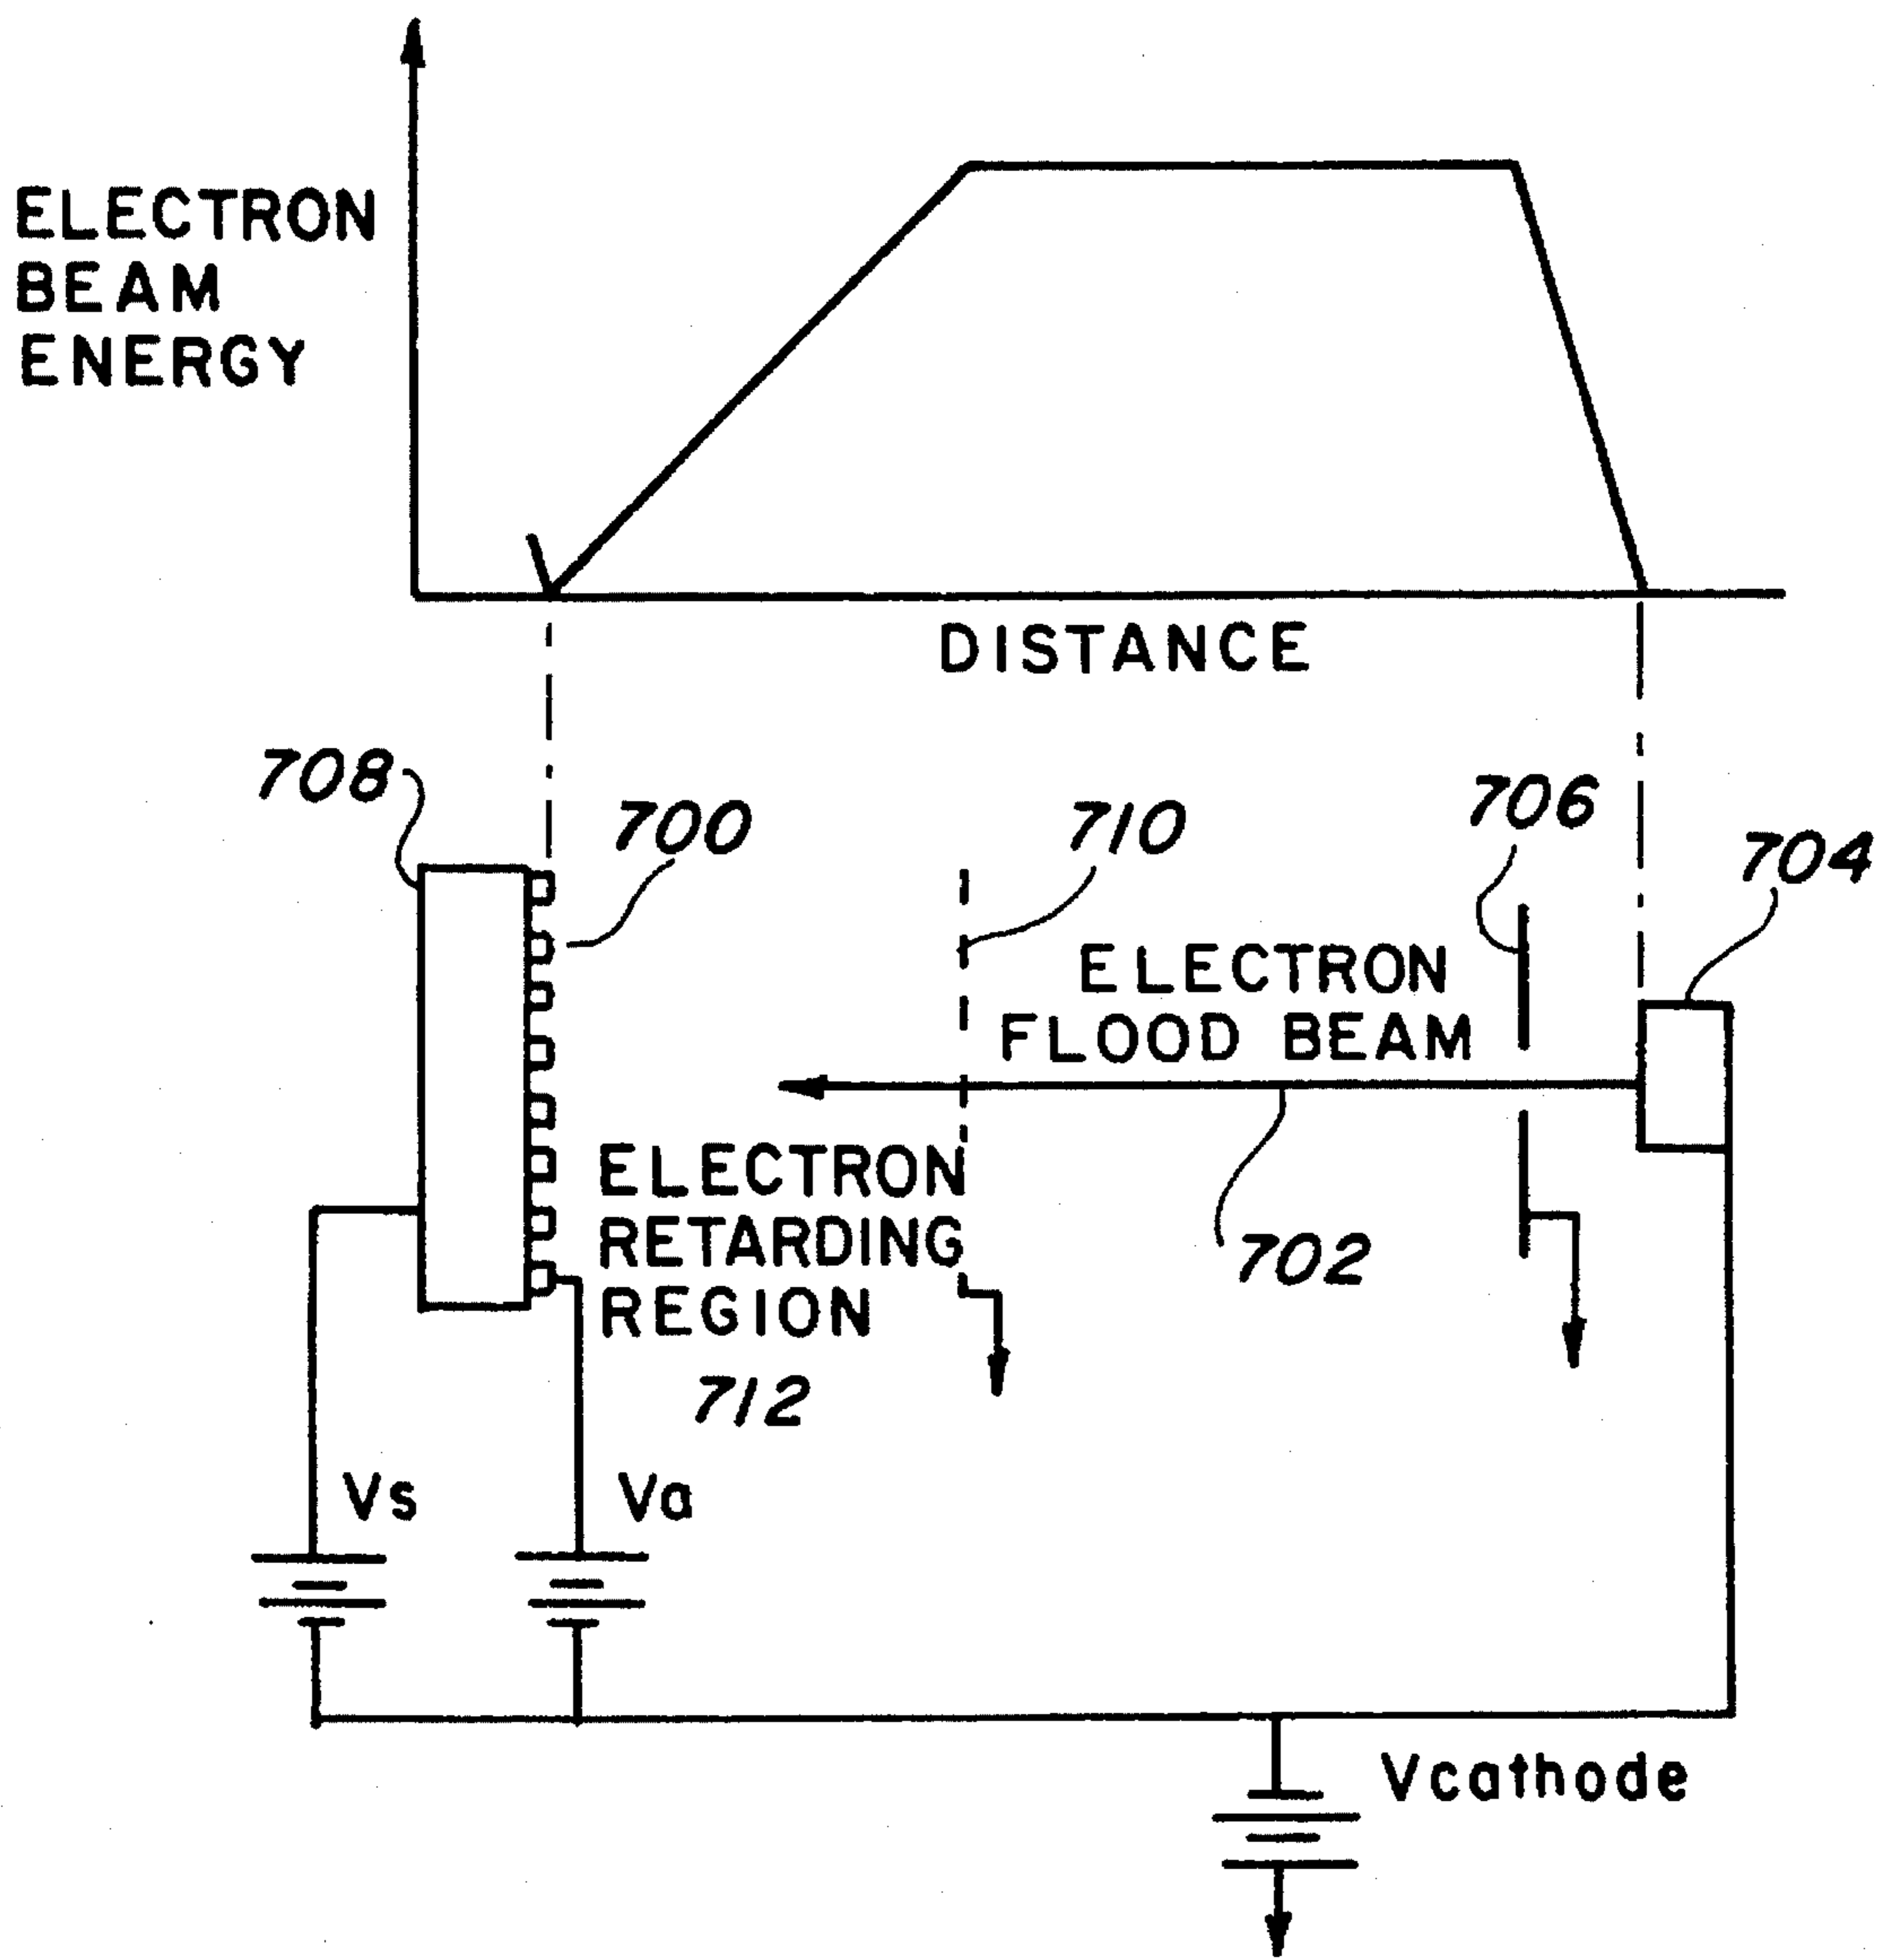 ELECTRON
BEAM
ENERGY
DISTANCE
708
700
710
706
704
ELECTRON
FLOOD BEAM
ELECTRON
RETARDING
REGION
712
702
Vs
Va
Vcathode